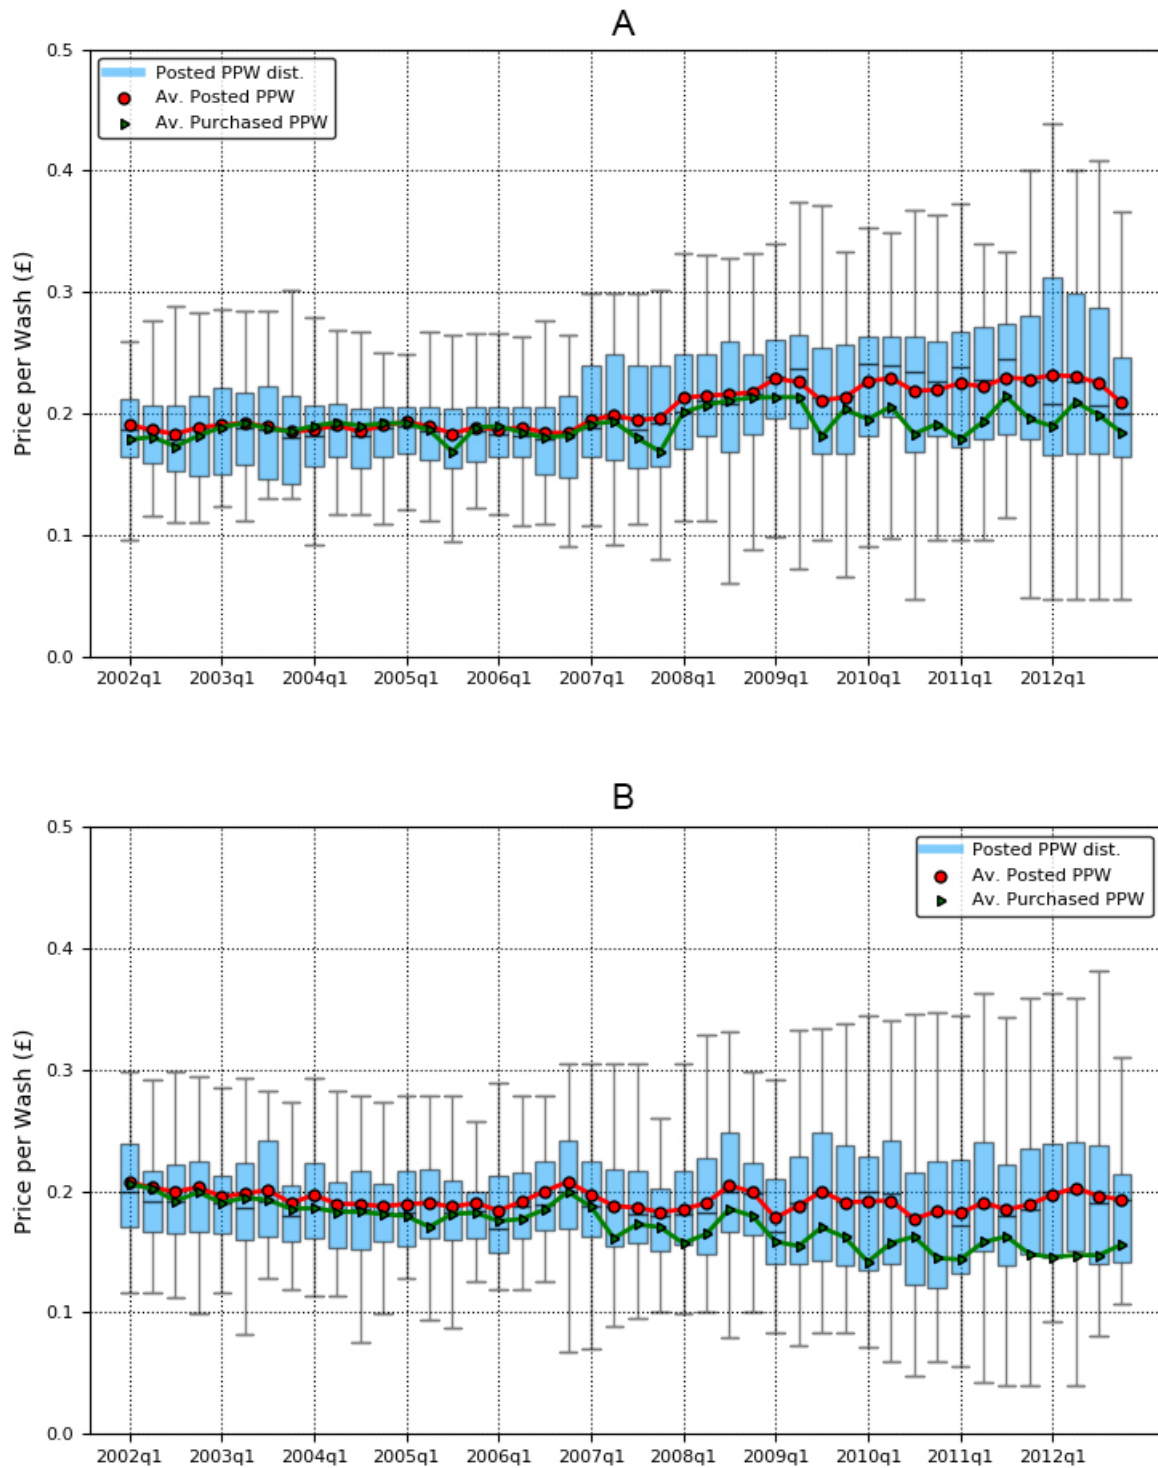 A
0.5
Posted PPW dist.
Av. Posted PPW
Av. Purchased PPW
0.4
0.3
0.2
0.1
0.0
Price per Wash (£)
2002q1 2003q1 2004q1 2005q1 2006q1 2007q1 2008q1 2009q1 2010q1 2011q1 2012q1
B
0.5
Posted PPW dist.
Av. Posted PPW
Av. Purchased PPW
0.4
0.3
0.2
0.1
0.0
Price per Wash (£)
2002q1 2003q1 2004q1 2005q1 2006q1 2007q1 2008q1 2009q1 2010q1 2011q1 2012q1